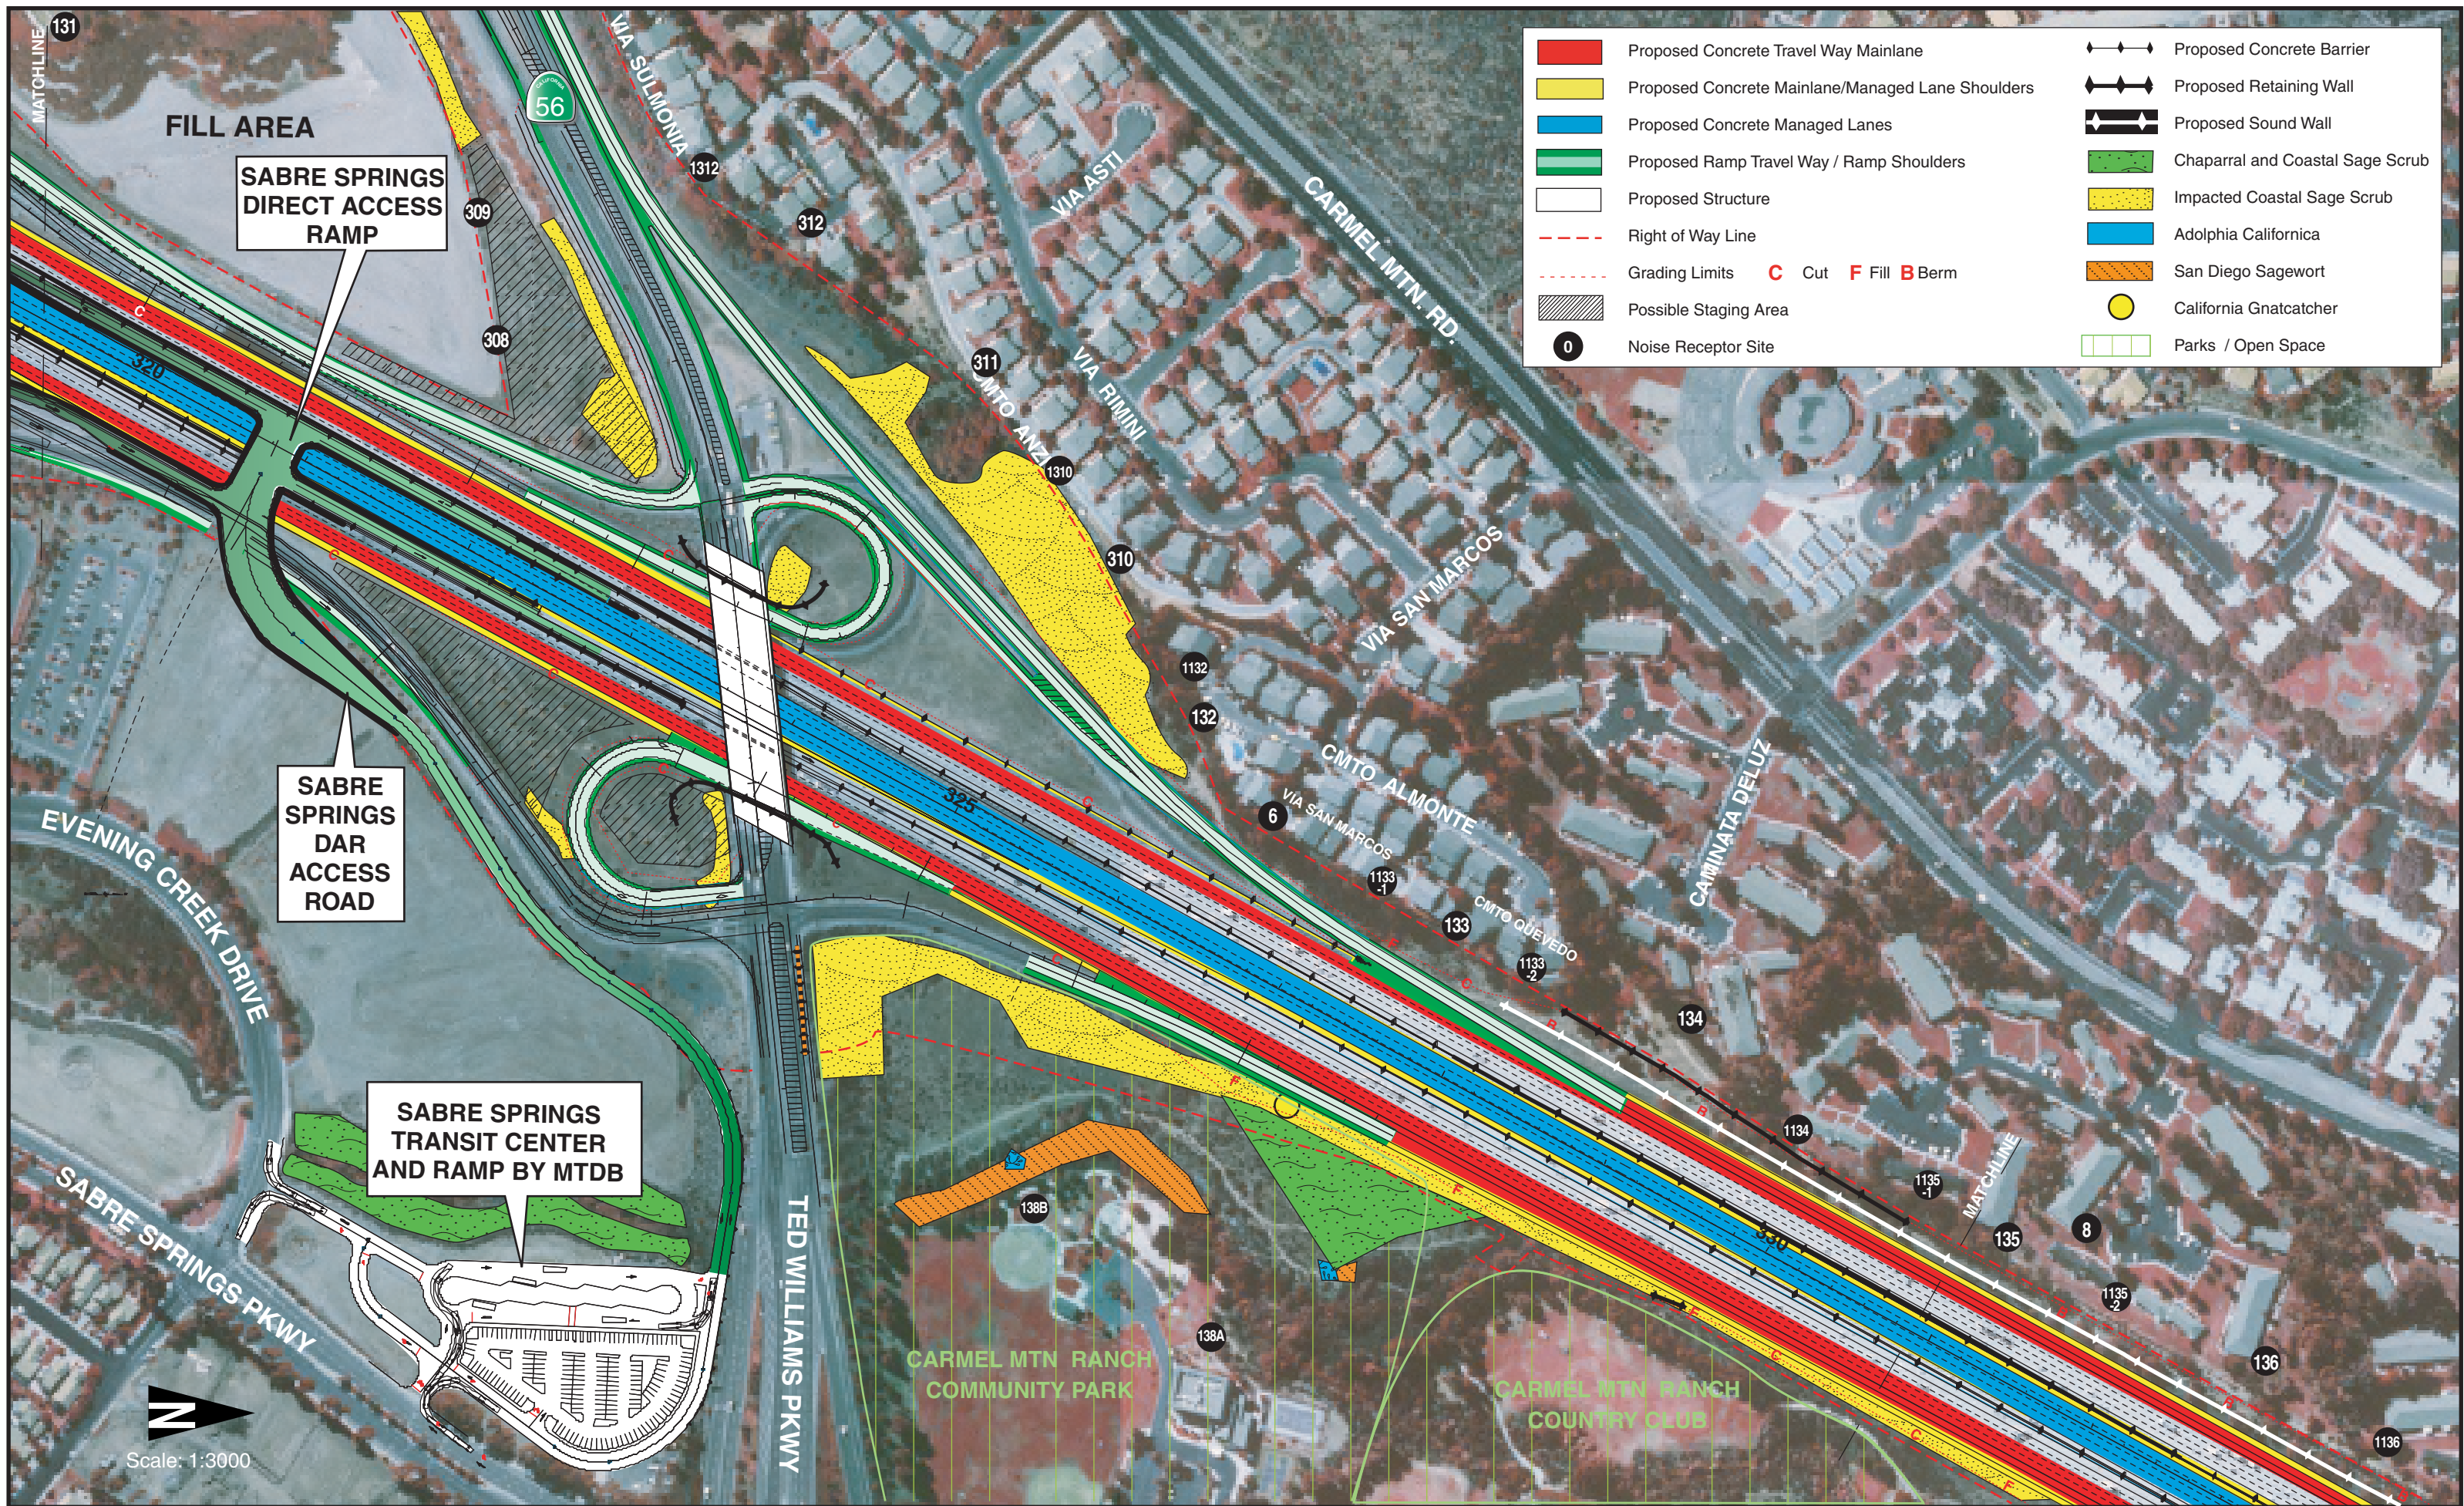 131
MATCHLINE
FILL AREA
SABRE SPRINGS
DIRECT ACCESS
RAMP
CALIFORNIA
56
VIA SULMONIA
1312
312
309
308
VIA ASTI
CARMEL MTN. RD.
311
CMTO ANZI
VIA RIMINI
1310
310
VIA SAN MARCOS
1132
132
CMTO ALMONTE
6
VIA SAN MARCOS
1133
-1
133
CMTO QUEVEDO
1133
-2
CAMINATA DELUZ
134
1134
1135
-1
MATCHLINE
135
8
1135
-2
136
1136
Proposed Concrete Travel Way Mainlane
Proposed Concrete Mainlane/Managed Lane Shoulders
Proposed Concrete Managed Lanes
Proposed Ramp Travel Way / Ramp Shoulders
Proposed Structure
Right of Way Line
Grading Limits C Cut F Fill B Berm
Possible Staging Area
0 Noise Receptor Site
Proposed Concrete Barrier
Proposed Retaining Wall
Proposed Sound Wall
Chaparral and Coastal Sage Scrub
Impacted Coastal Sage Scrub
Adolphia Californica
San Diego Sagewort
California Gnatcatcher
Parks / Open Space
320
325
330
C
C
C
C
C
C
C
C
C
C
F
C
B
B
B
B
F
F
F
C
C
F
SABRE
SPRINGS
DAR
ACCESS
ROAD
EVENING CREEK DRIVE
SABRE SPRINGS
TRANSIT CENTER
AND RAMP BY MTDB
SABRE SPRINGS PKWY
TED WILLIAMS PKWY
138B
138A
CARMEL MTN RANCH
COMMUNITY PARK
CARMEL MTN RANCH
COUNTRY CLUB
N
Scale: 1:3000